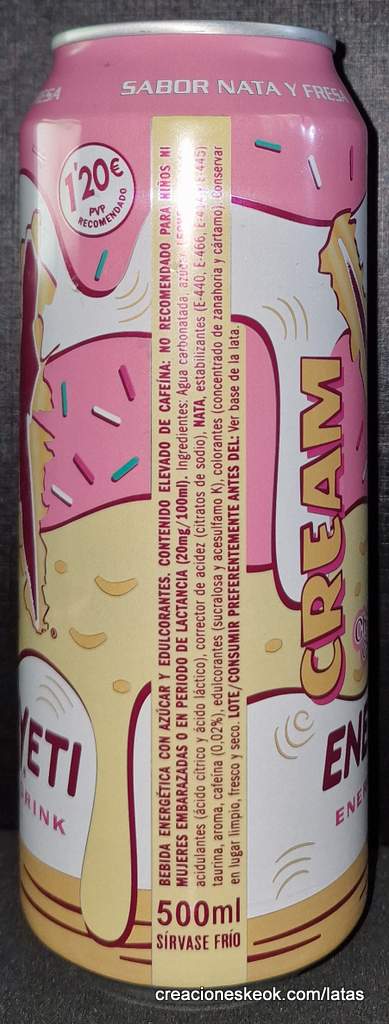 ESA SABOR NATA Y FRESA
1'20€
PVP
RECOMENDADO
BEBIDA ENERGÉTICA CON AZÚCAR Y EDULCORANTES. CONTENIDO ELEVADO DE CAFEÍNA: NO RECOMENDADO PARA NIÑOS NI
MUJERES EMBARAZADAS O EN PERIODO DE LACTANCIA (20mg/100ml). Ingredientes: Agua carbonatada, azúcar,
acidulantes (ácido cítrico y ácido láctico), corrector de acidez (citratos de sodio), NATA, estabilizantes (E-440, E-466, E-445)
taurina, aroma, cafeína (0,02%), edulcorantes (sucralosa y acesulfamo K), colorantes (concentrado de zanahoria y cártamo). Conservar
en lugar limpio, fresco y seco. LOTE/CONSUMIR PREFERENTEMENTE ANTES DEL: Ver base de la lata.
500ml
SÍRVASE FRÍO
CREAM
YETI
RINK
ENE
ENER
creacioneskeok.com/latas